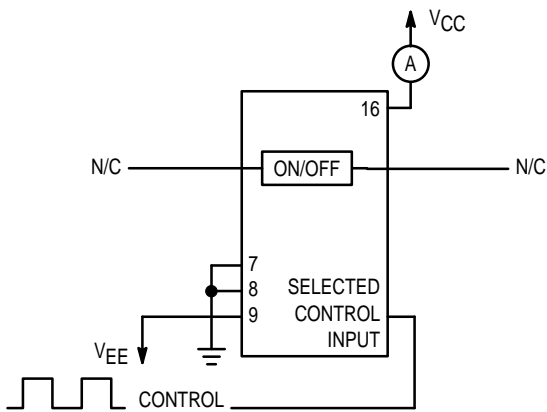 VCC
A
16
N/C
ON/OFF
N/C
7
8
9
SELECTED
CONTROL
INPUT
VEE
CONTROL